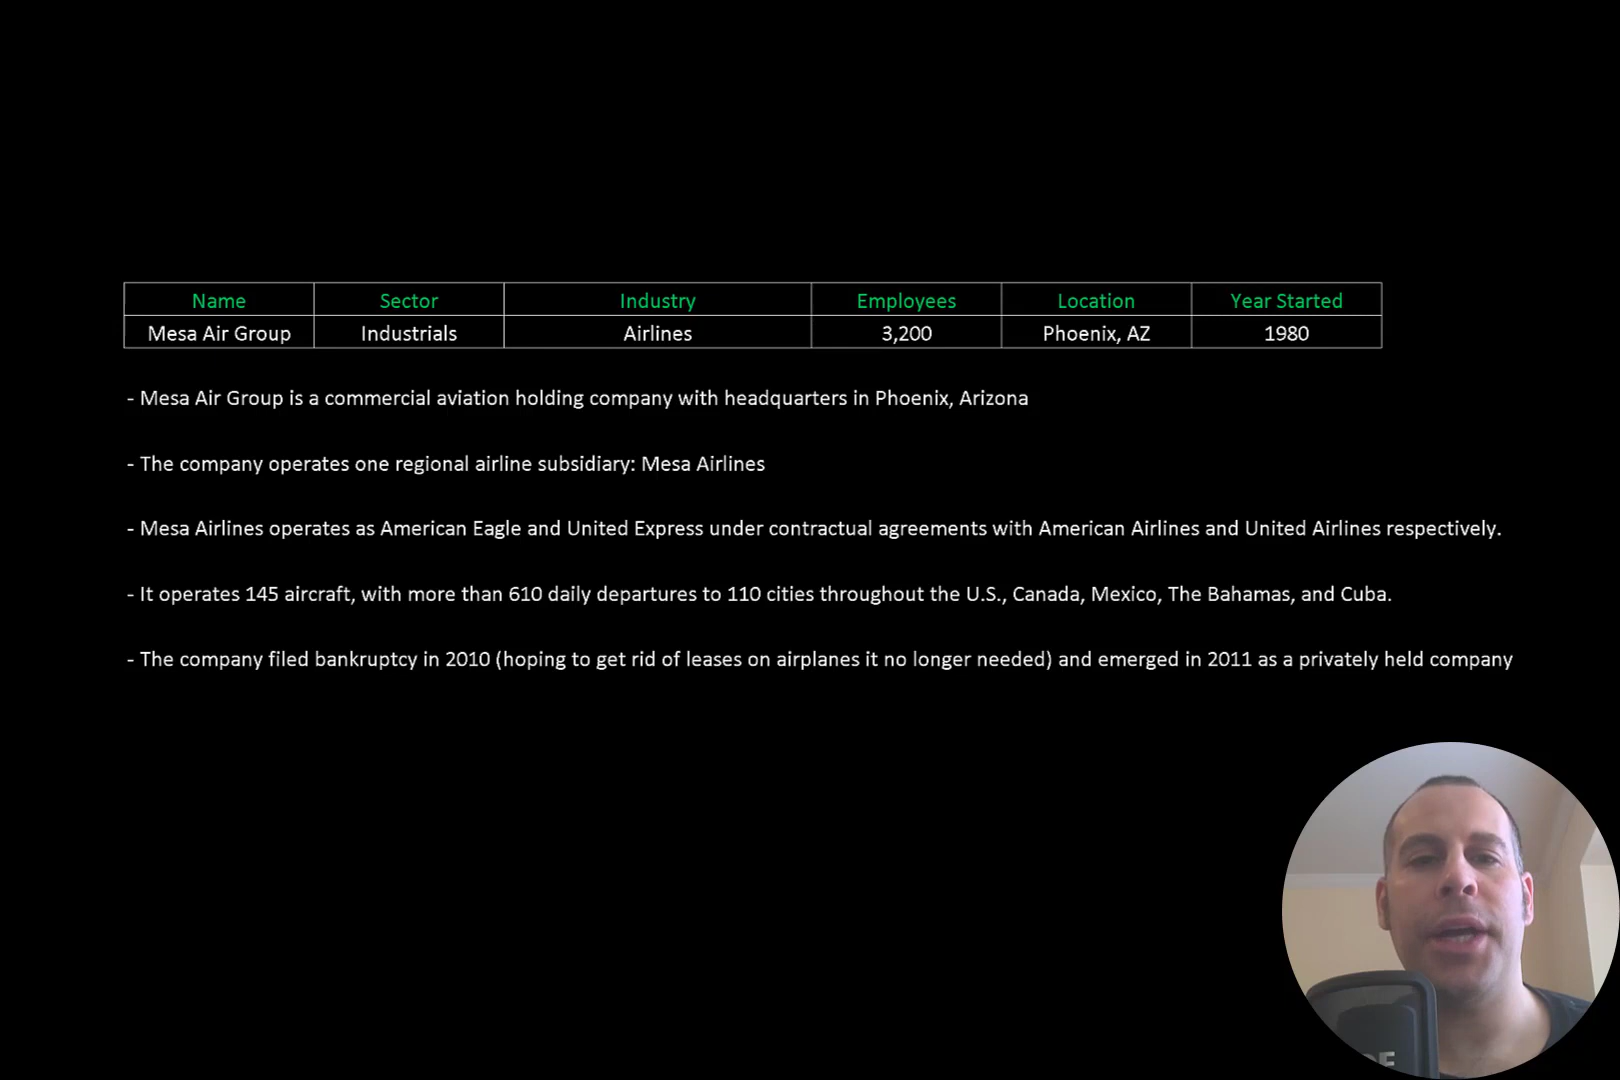 Name Sector Industry Employees Location Year Started
Mesa Air Group Industrials Airlines 3,200 Phoenix, AZ 1980
- Mesa Air Group is a commercial aviation holding company with headquarters in Phoenix, Arizona
- The company operates one regional airline subsidiary: Mesa Airlines
- Mesa Airlines operates as American Eagle and United Express under contractual agreements with American Airlines and United Airlines respectively.
- It operates 145 aircraft, with more than 610 daily departures to 110 cities throughout the U.S., Canada, Mexico, The Bahamas, and Cuba.
- The company filed bankruptcy in 2010 (hoping to get rid of leases on airplanes it no longer needed) and emerged in 2011 as a privately held company